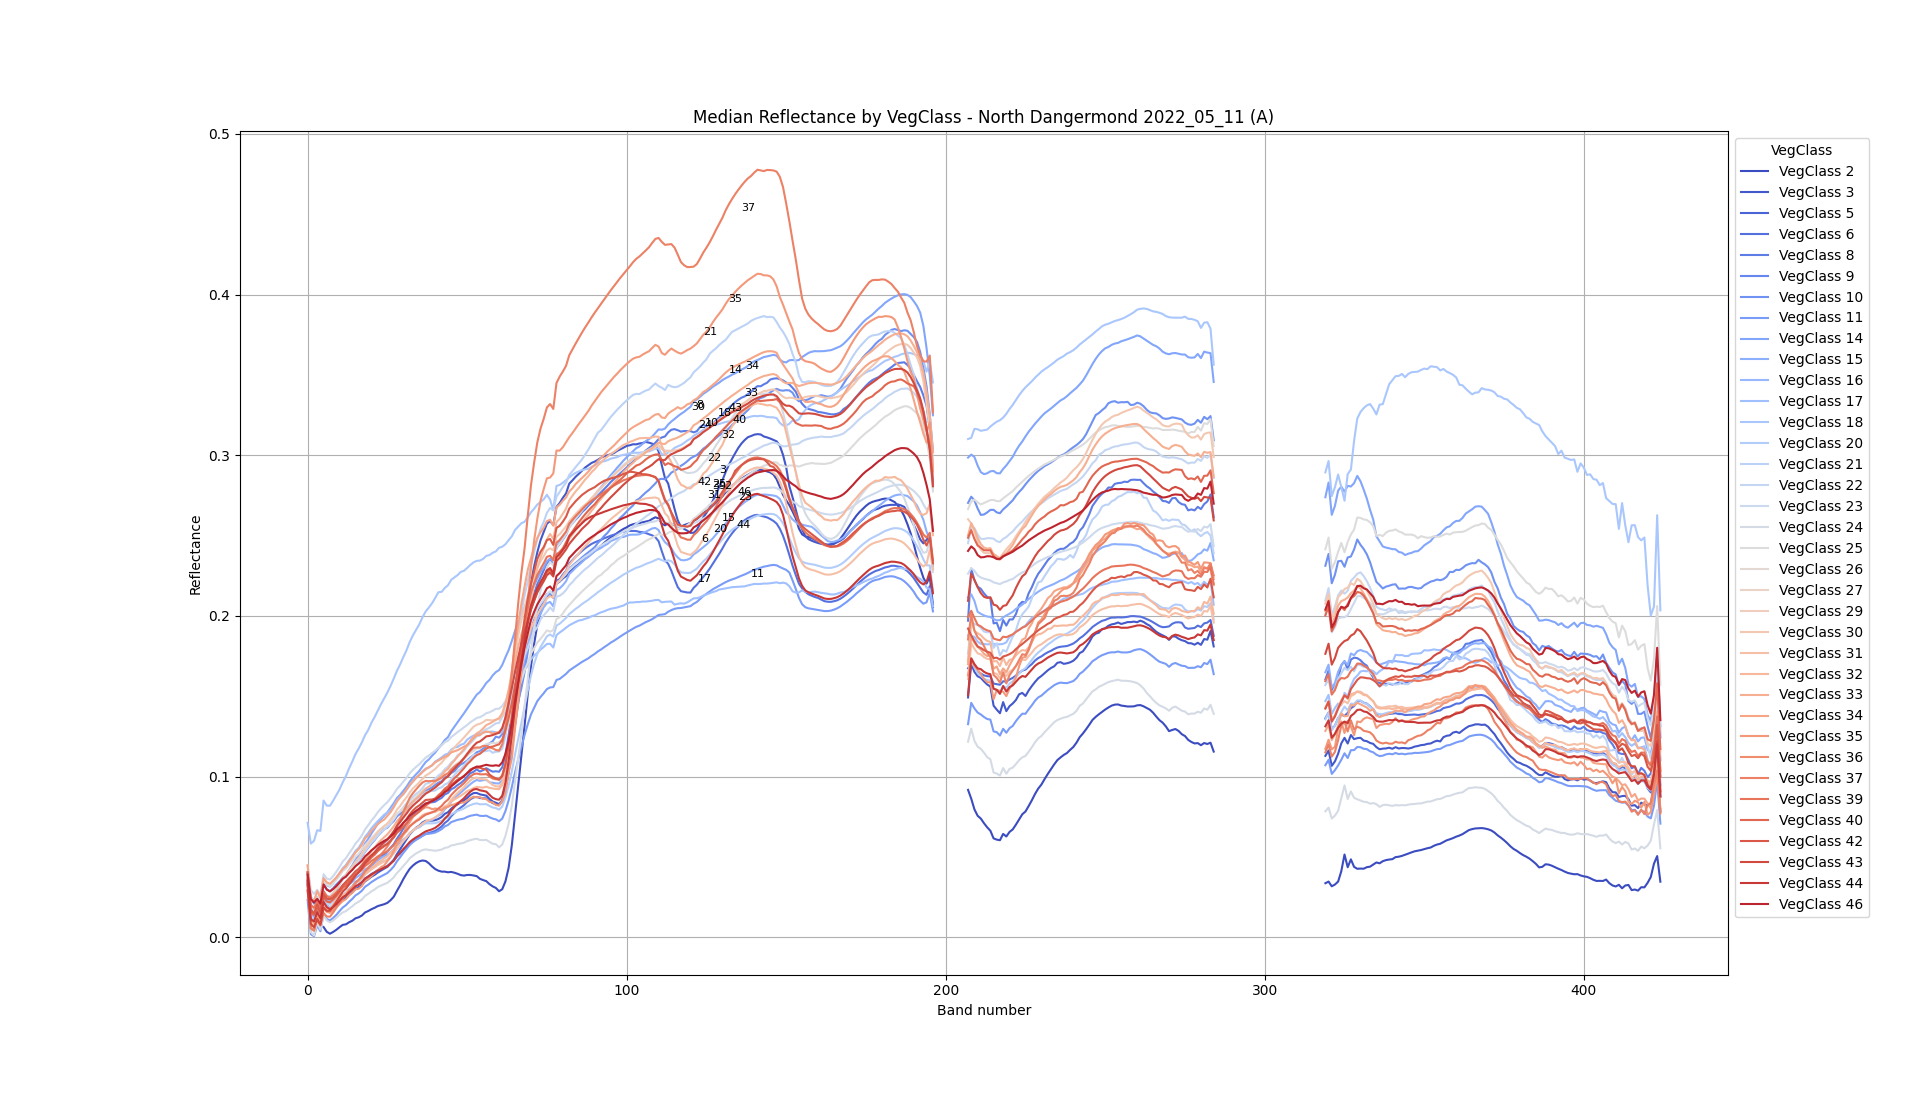 Median Reflectance by VegClass - North Dangermond 2022_05_11 (A)
0.5
0.4
0.3
0.2
0.1
0.0
Reflectance
0 100 200 300 400
Band number
37
35
21
14
34
33
30
43
18
10
40
32
22
3
42
31
46
23
15
20
44
6
11
17
VegClass
VegClass 2
VegClass 3
VegClass 5
VegClass 6
VegClass 8
VegClass 9
VegClass 10
VegClass 11
VegClass 14
VegClass 15
VegClass 16
VegClass 17
VegClass 18
VegClass 20
VegClass 21
VegClass 22
VegClass 23
VegClass 24
VegClass 25
VegClass 26
VegClass 27
VegClass 29
VegClass 30
VegClass 31
VegClass 32
VegClass 33
VegClass 34
VegClass 35
VegClass 36
VegClass 37
VegClass 39
VegClass 40
VegClass 42
VegClass 43
VegClass 44
VegClass 46